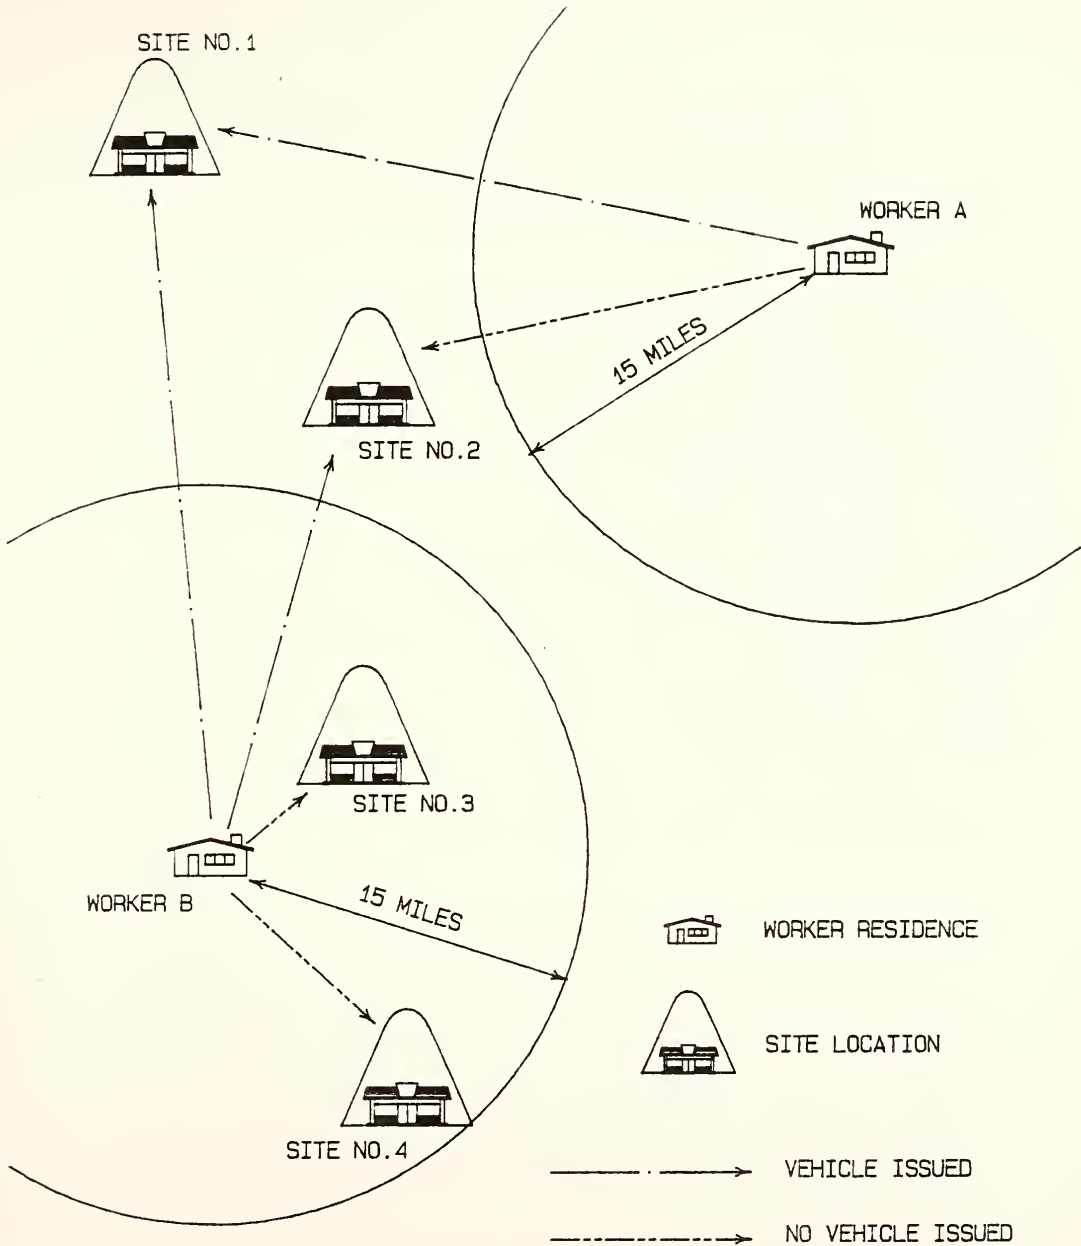 SITE NO.1
WORKER A
15 MILES
SITE NO.2
SITE NO.3
15 MILES
WORKER B
WORKER RESIDENCE
SITE LOCATION
SITE NO.4
VEHICLE ISSUED
NO VEHICLE ISSUED